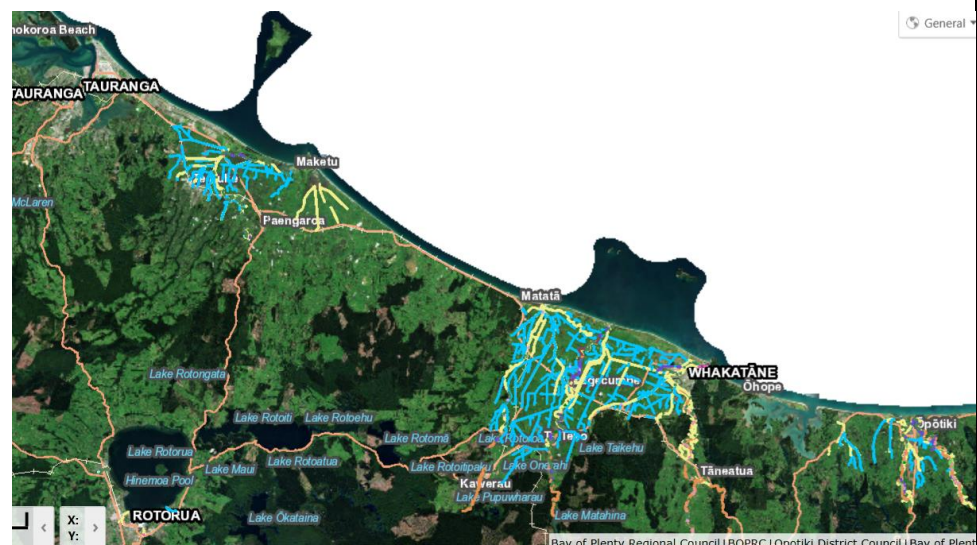 nokoroa Beach
General
TAURANGA
TAURANGA
Maketu
McLaren
Paengaroa
Matatā
Lake Rotongata
WHAKATĀNE
Ōhope
Lake Rotoiti
Lake Rotoehu
Ōpōtiki
Lake Rotomā
Lake Rotorua
Lake Rotoatua
Lake Taikehu
Lake Maui
Lake Rotoitipaku
Tāneatua
Hinemoa Pool
Kawerau
Lake Pupuwharau
X:
Y:
ROTORUA
Lake Ōkataina
Lake Matahina
Bay of Plenty Regional Council | BOPRC | Opotiki District Council | Bay of Plent